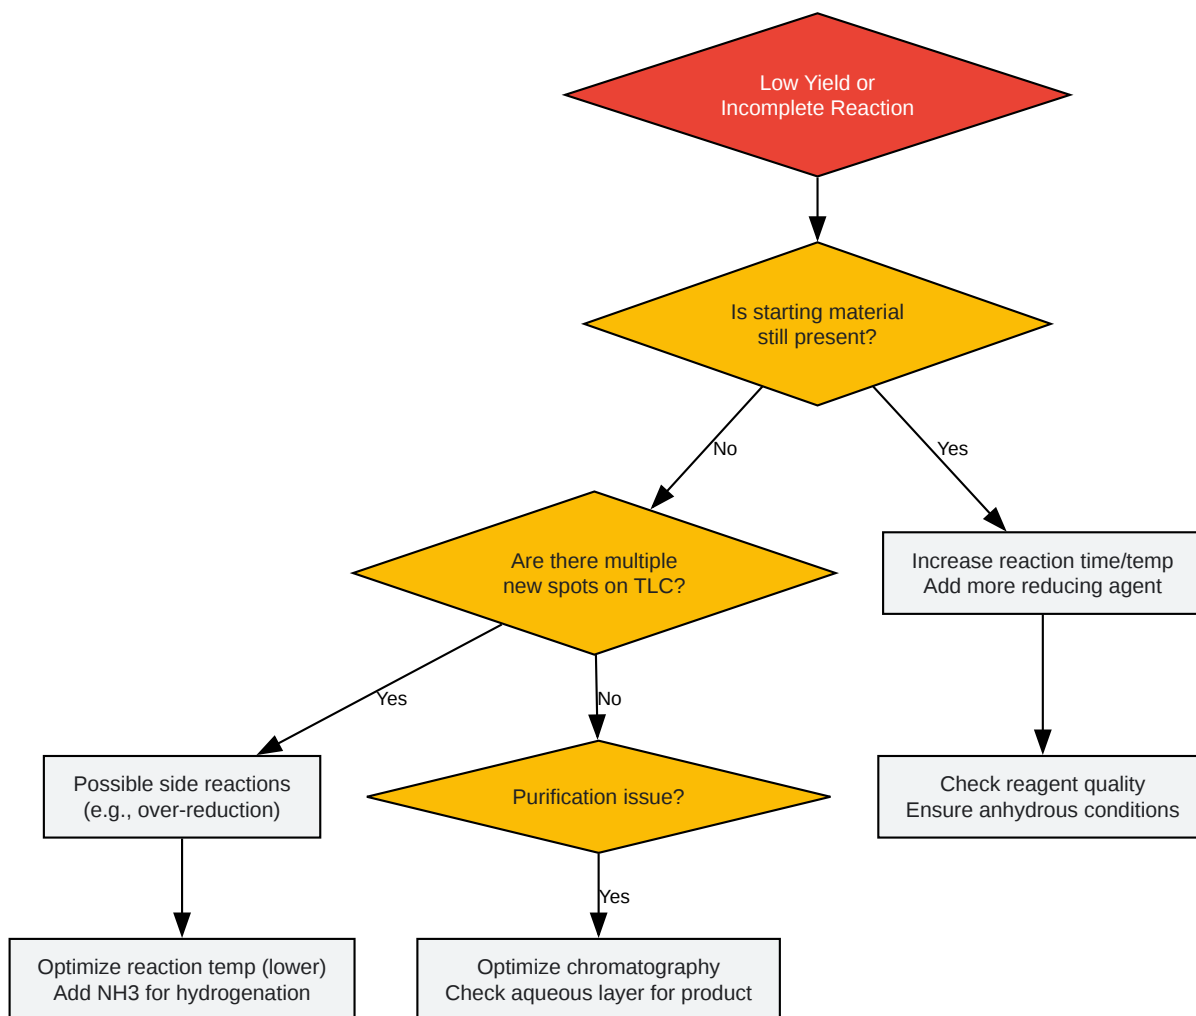 Low Yield or
Incomplete Reaction
Is starting material
still present?
No
Yes
Are there multiple
new spots on TLC?
Increase reaction time/temp
Add more reducing agent
Yes
No
Possible side reactions
(e.g., over-reduction)
Purification issue?
Check reagent quality
Ensure anhydrous conditions
Yes
Optimize reaction temp (lower)
Add NH3 for hydrogenation
Optimize chromatography
Check aqueous layer for product